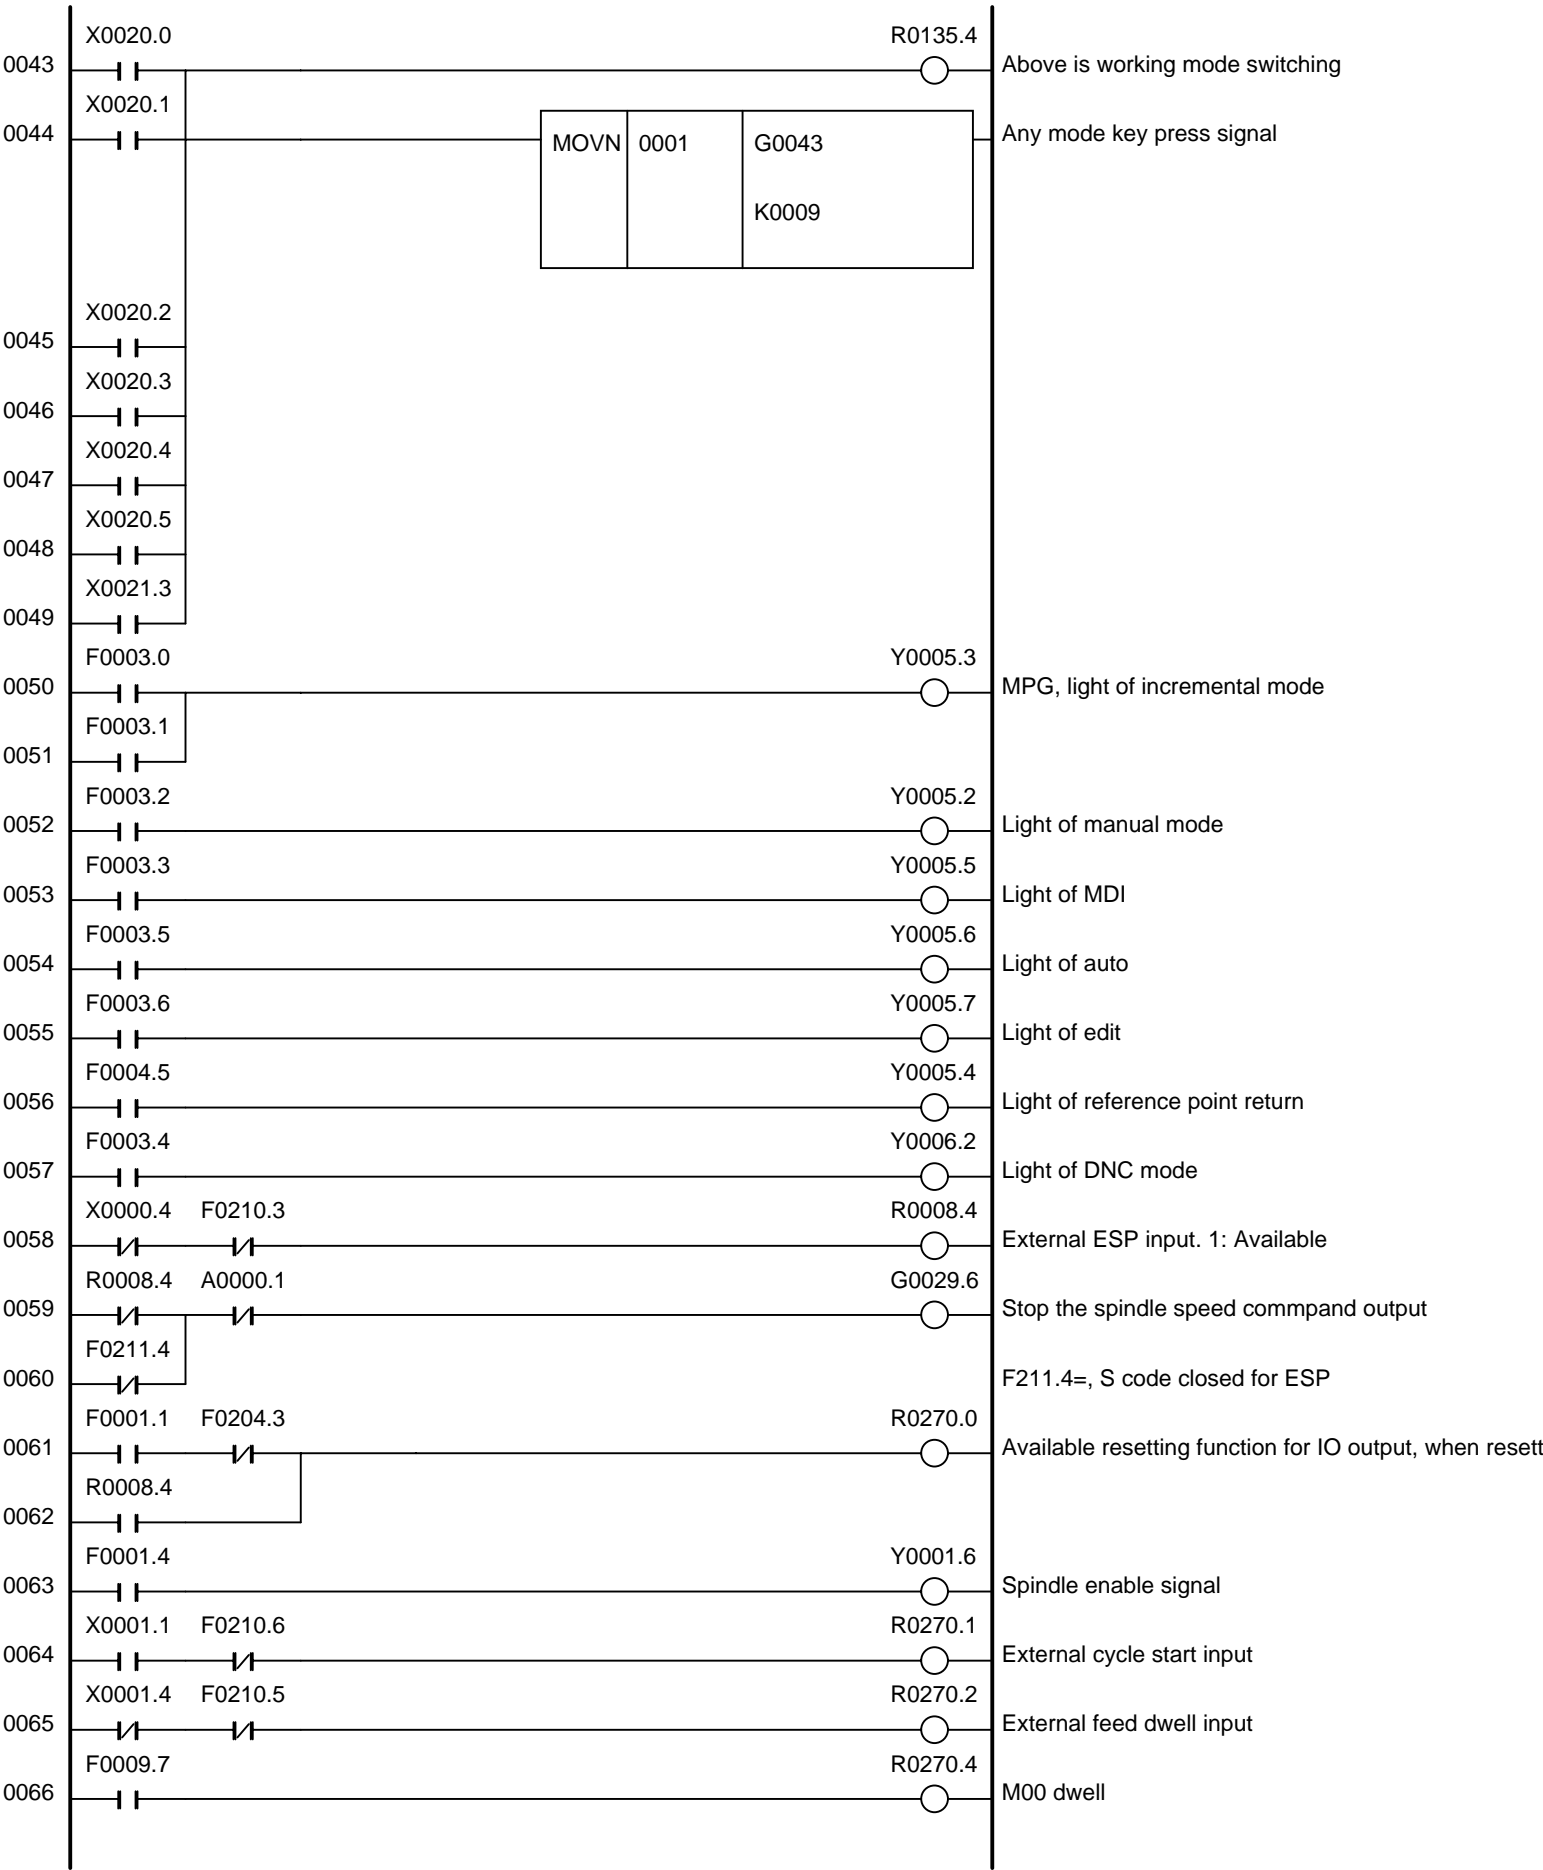 X0020.0 R0135.4
0043 Above is working mode switching
X0020.1
0044 MOVN 0001 G0043 Any mode key press signal
K0009
X0020.2
0045
X0020.3
0046
X0020.4
0047
X0020.5
0048
X0021.3
0049
F0003.0 Y0005.3
0050 MPG, light of incremental mode
F0003.1
0051
F0003.2 Y0005.2
0052 Light of manual mode
F0003.3 Y0005.5
0053 Light of MDI
F0003.5 Y0005.6
0054 Light of auto
F0003.6 Y0005.7
0055 Light of edit
F0004.5 Y0005.4
0056 Light of reference point return
F0003.4 Y0006.2
0057 Light of DNC mode
X0000.4 F0210.3 R0008.4
0058 External ESP input. 1: Available
R0008.4 A0000.1 G0029.6
0059 Stop the spindle speed commpand output
F0211.4
0060 F211.4=, S code closed for ESP
F0001.1 F0204.3 R0270.0
0061 Available resetting function for IO output, when resett
R0008.4
0062
F0001.4 Y0001.6
0063 Spindle enable signal
X0001.1 F0210.6 R0270.1
0064 External cycle start input
X0001.4 F0210.5 R0270.2
0065 External feed dwell input
F0009.7 R0270.4
0066 M00 dwell